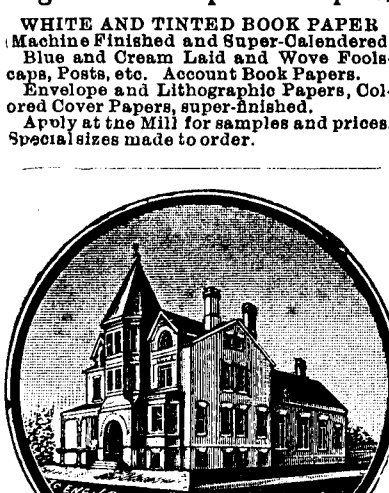 WHITE AND TINTED BOOK PAPER
(Machine Finished and Super-Calendered
Blue and Cream Laid and Wove Fools-
caps, Posts, etc. Account Book Papers.
Envelope and Lithographic Papers, Col-
ored Cover Papers, super-finished.
Apply at tne Mill for samples and prices
Special sizes made to order.